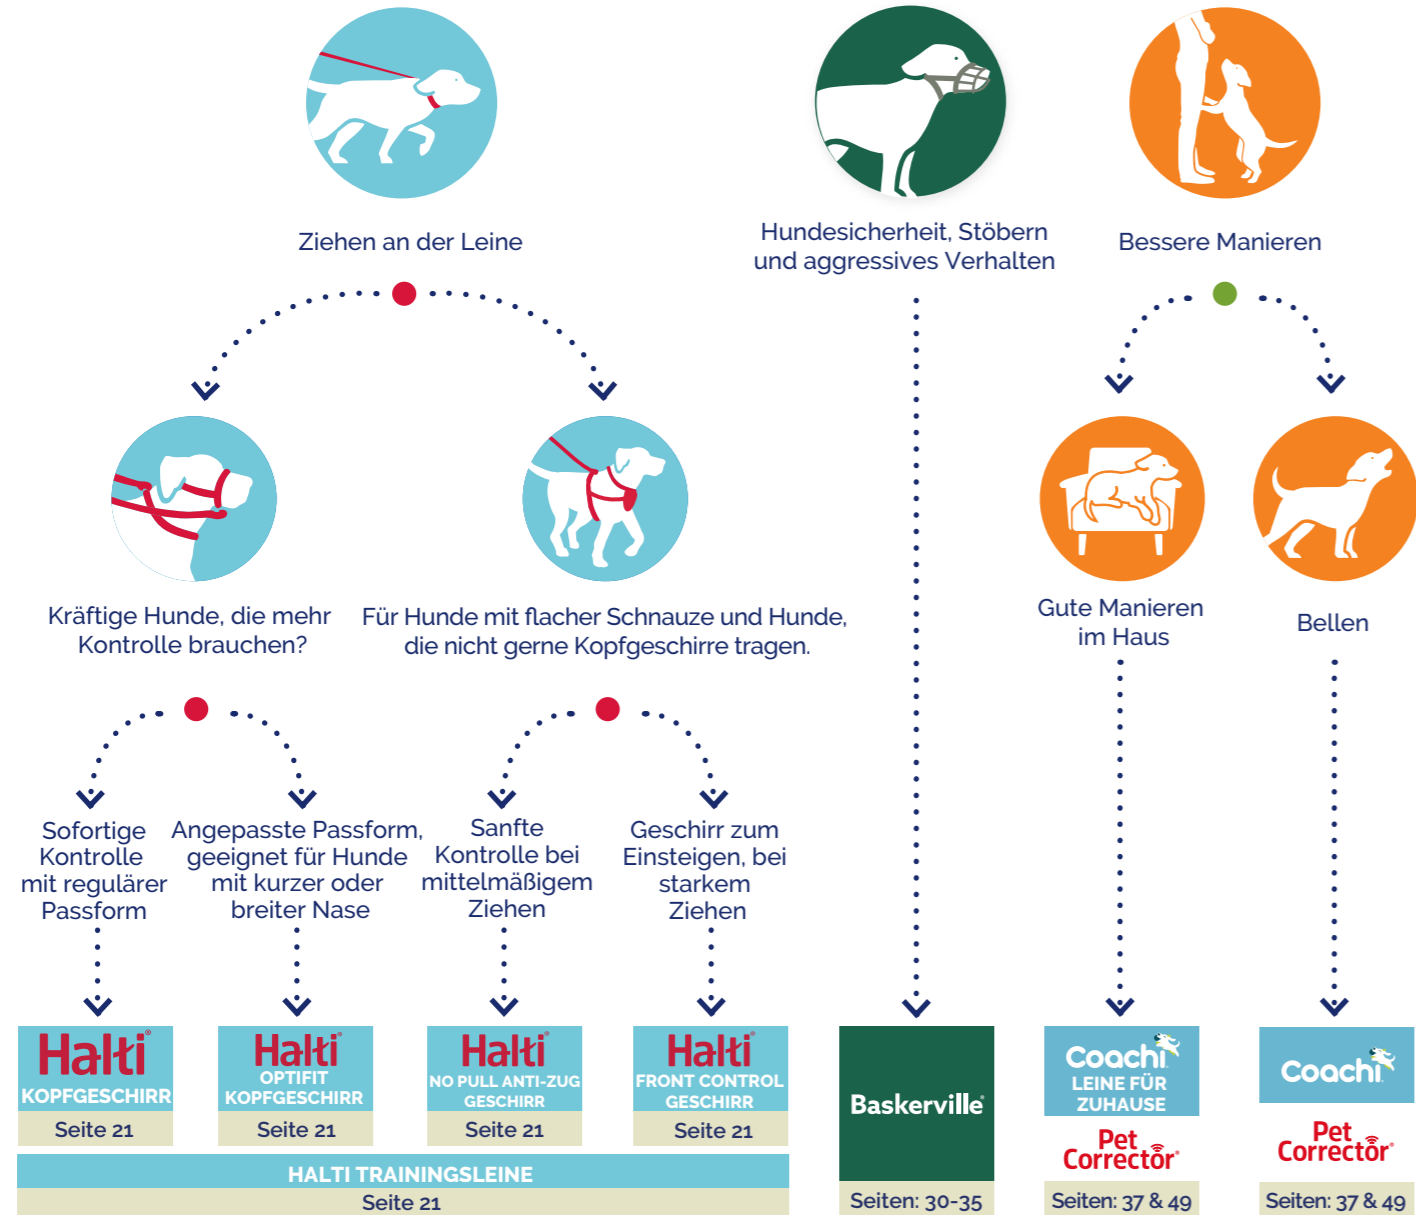 Ziehen an der Leine
Hundesicherheit, Stöbern
und aggressives Verhalten
Bessere Manieren
Kräftige Hunde, die mehr
Kontrolle brauchen?
Für Hunde mit flacher Schnauze und Hunde,
die nicht gerne Kopfgeschirre tragen.
Gute Manieren
im Haus
Bellen
Sofortige
Kontrolle
mit regulärer
Passform
Angepasste Passform,
geeignet für Hunde
mit kurzer oder
breiter Nase
Sanfte
Kontrolle bei
mittelmäßigem
Ziehen
Geschirr zum
Einsteigen, bei
starkem
Ziehen
Halti®
KOPFGESCHIRR
Seite 21
Halti®
OPTIFIT
KOPFGESCHIRR
Seite 21
Halti®
NO PULL ANTI-ZUG
GESCHIRR
Seite 21
Halti®
FRONT CONTROL
GESCHIRR
Seite 21
HALTI TRAININGSLEINE
Seite 21
Baskerville®
Seiten: 30-35
Coachi
LEINE FÜR
ZUHAUSE
Pet
Corrector®
Seiten: 37 & 49
Coachi
Pet
Corrector®
Seiten: 37 & 49